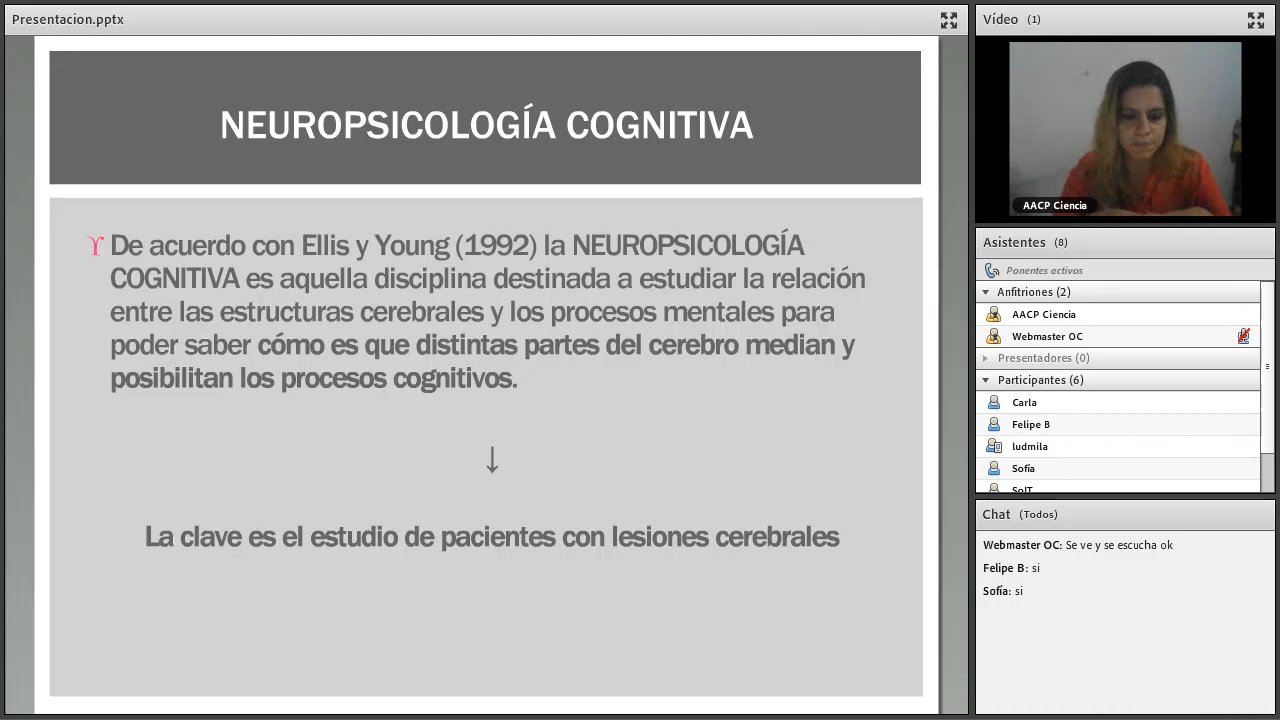 Presentacion.pptx
NEUROPSICOLOGÍA COGNITIVA
De acuerdo con Ellis y Young (1992) la NEUROPSICOLOGÍA
COGNITIVA es aquella disciplina destinada a estudiar la relación
entre las estructuras cerebrales y los procesos mentales para
poder saber cómo es que distintas partes del cerebro median y
posibilitan los procesos cognitivos.
↓
La clave es el estudio de pacientes con lesiones cerebrales
Vídeo (1)
AACP Ciencia
Asistentes (8)
Ponentes activos
Anfitriones (2)
AACP Ciencia
Webmaster OC
Presentadores (0)
Participantes (6)
Carla
Felipe B
ludmila
Sofía
SolT
Chat (Todos)
Webmaster OC: Se ve y se escucha ok
Felipe B: si
Sofía: si